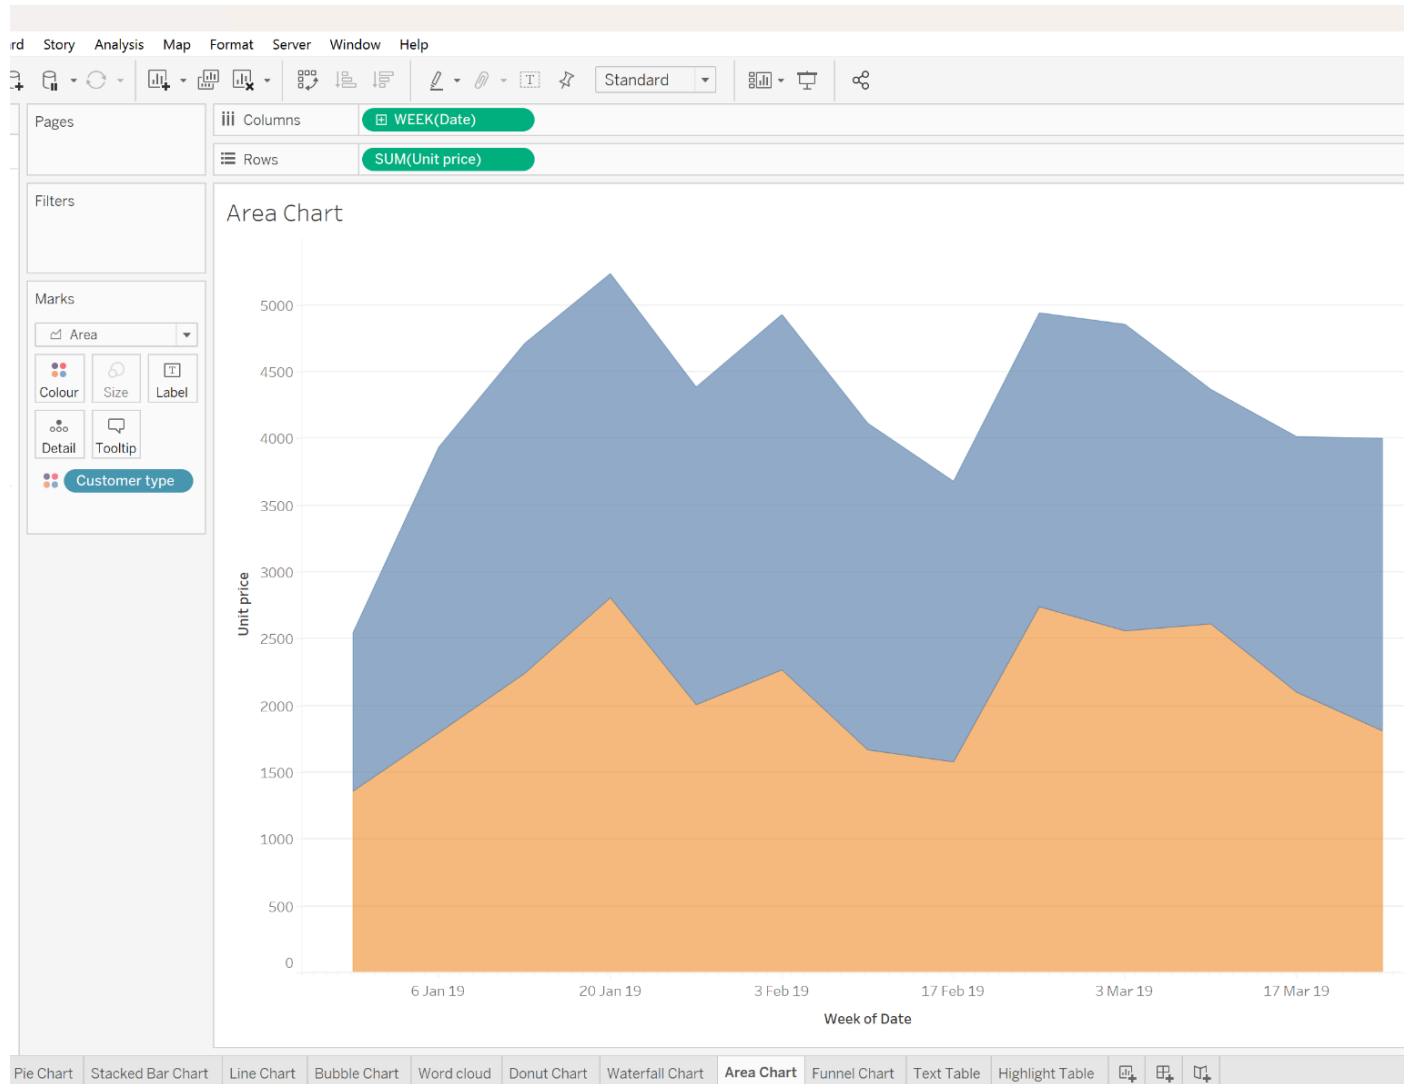 rd Story Analysis Map Format Server Window Help
Standard
Pages
Columns
WEEK(Date)
Rows
SUM(Unit price)
Filters
Marks
Area
Colour Size Label
Detail Tooltip
Customer type
Area Chart
5000
4500
4000
3500
3000
2500
2000
1500
1000
500
0
Unit price
6 Jan 19 20 Jan 19 3 Feb 19 17 Feb 19 3 Mar 19 17 Mar 19
Week of Date
Pie Chart Stacked Bar Chart Line Chart Bubble Chart Word cloud Donut Chart Waterfall Chart Area Chart Funnel Chart Text Table Highlight Table